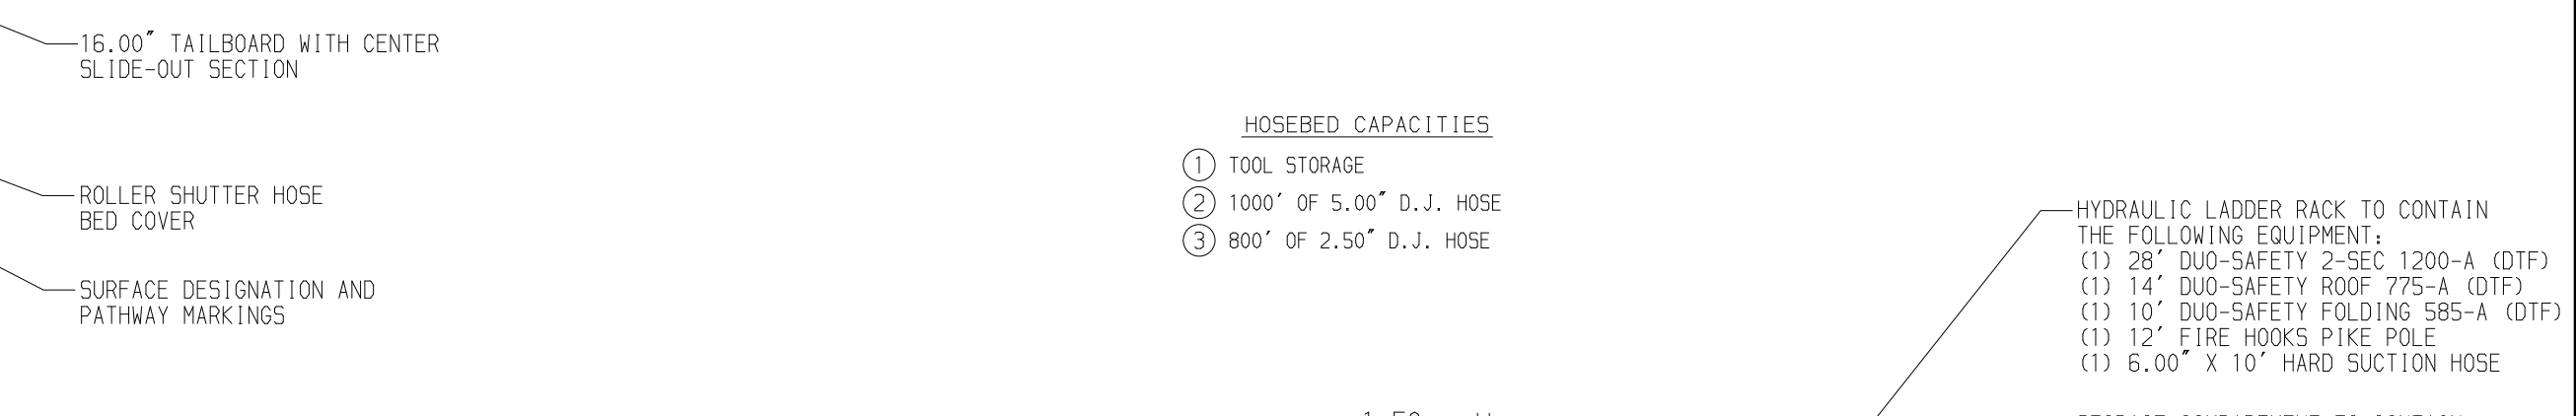 16.00″ TAILBOARD WITH CENTER
SLIDE-OUT SECTION
ROLLER SHUTTER HOSE
BED COVER
SURFACE DESIGNATION AND
PATHWAY MARKINGS
HOSEBED CAPACITIES
1 TOOL STORAGE
2 1000′ OF 5.00″ D.J. HOSE
3 800′ OF 2.50″ D.J. HOSE
HYDRAULIC LADDER RACK TO CONTAIN
THE FOLLOWING EQUIPMENT:
(1) 28′ DUO-SAFETY 2-SEC 1200-A (DTF)
(1) 14′ DUO-SAFETY ROOF 775-A (DTF)
(1) 10′ DUO-SAFETY FOLDING 585-A (DTF)
(1) 12′ FIRE HOOKS PIKE POLE
(1) 6.00″ X 10′ HARD SUCTION HOSE